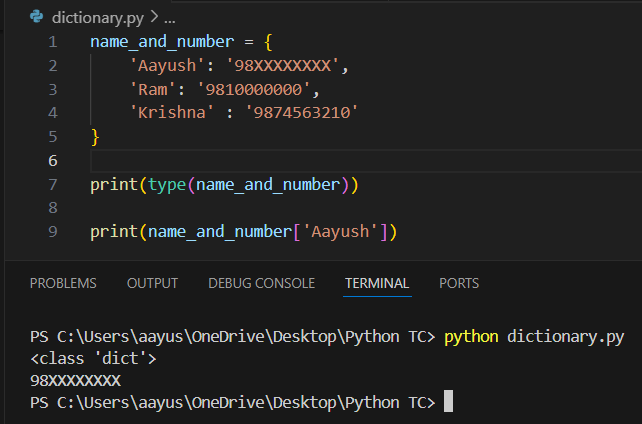 dictionary.py > ...
1 name_and_number = {
2     'Aayush': '98XXXXXXXX',
3     'Ram': '9810000000',
4     'Krishna' : '9874563210'
5 }
6
7 print(type(name_and_number))
8
9 print(name_and_number['Aayush'])
PROBLEMS OUTPUT DEBUG CONSOLE TERMINAL PORTS
PS C:\Users\aayus\OneDrive\Desktop\Python TC> python dictionary.py
<class 'dict'>
98XXXXXXXX
PS C:\Users\aayus\OneDrive\Desktop\Python TC>